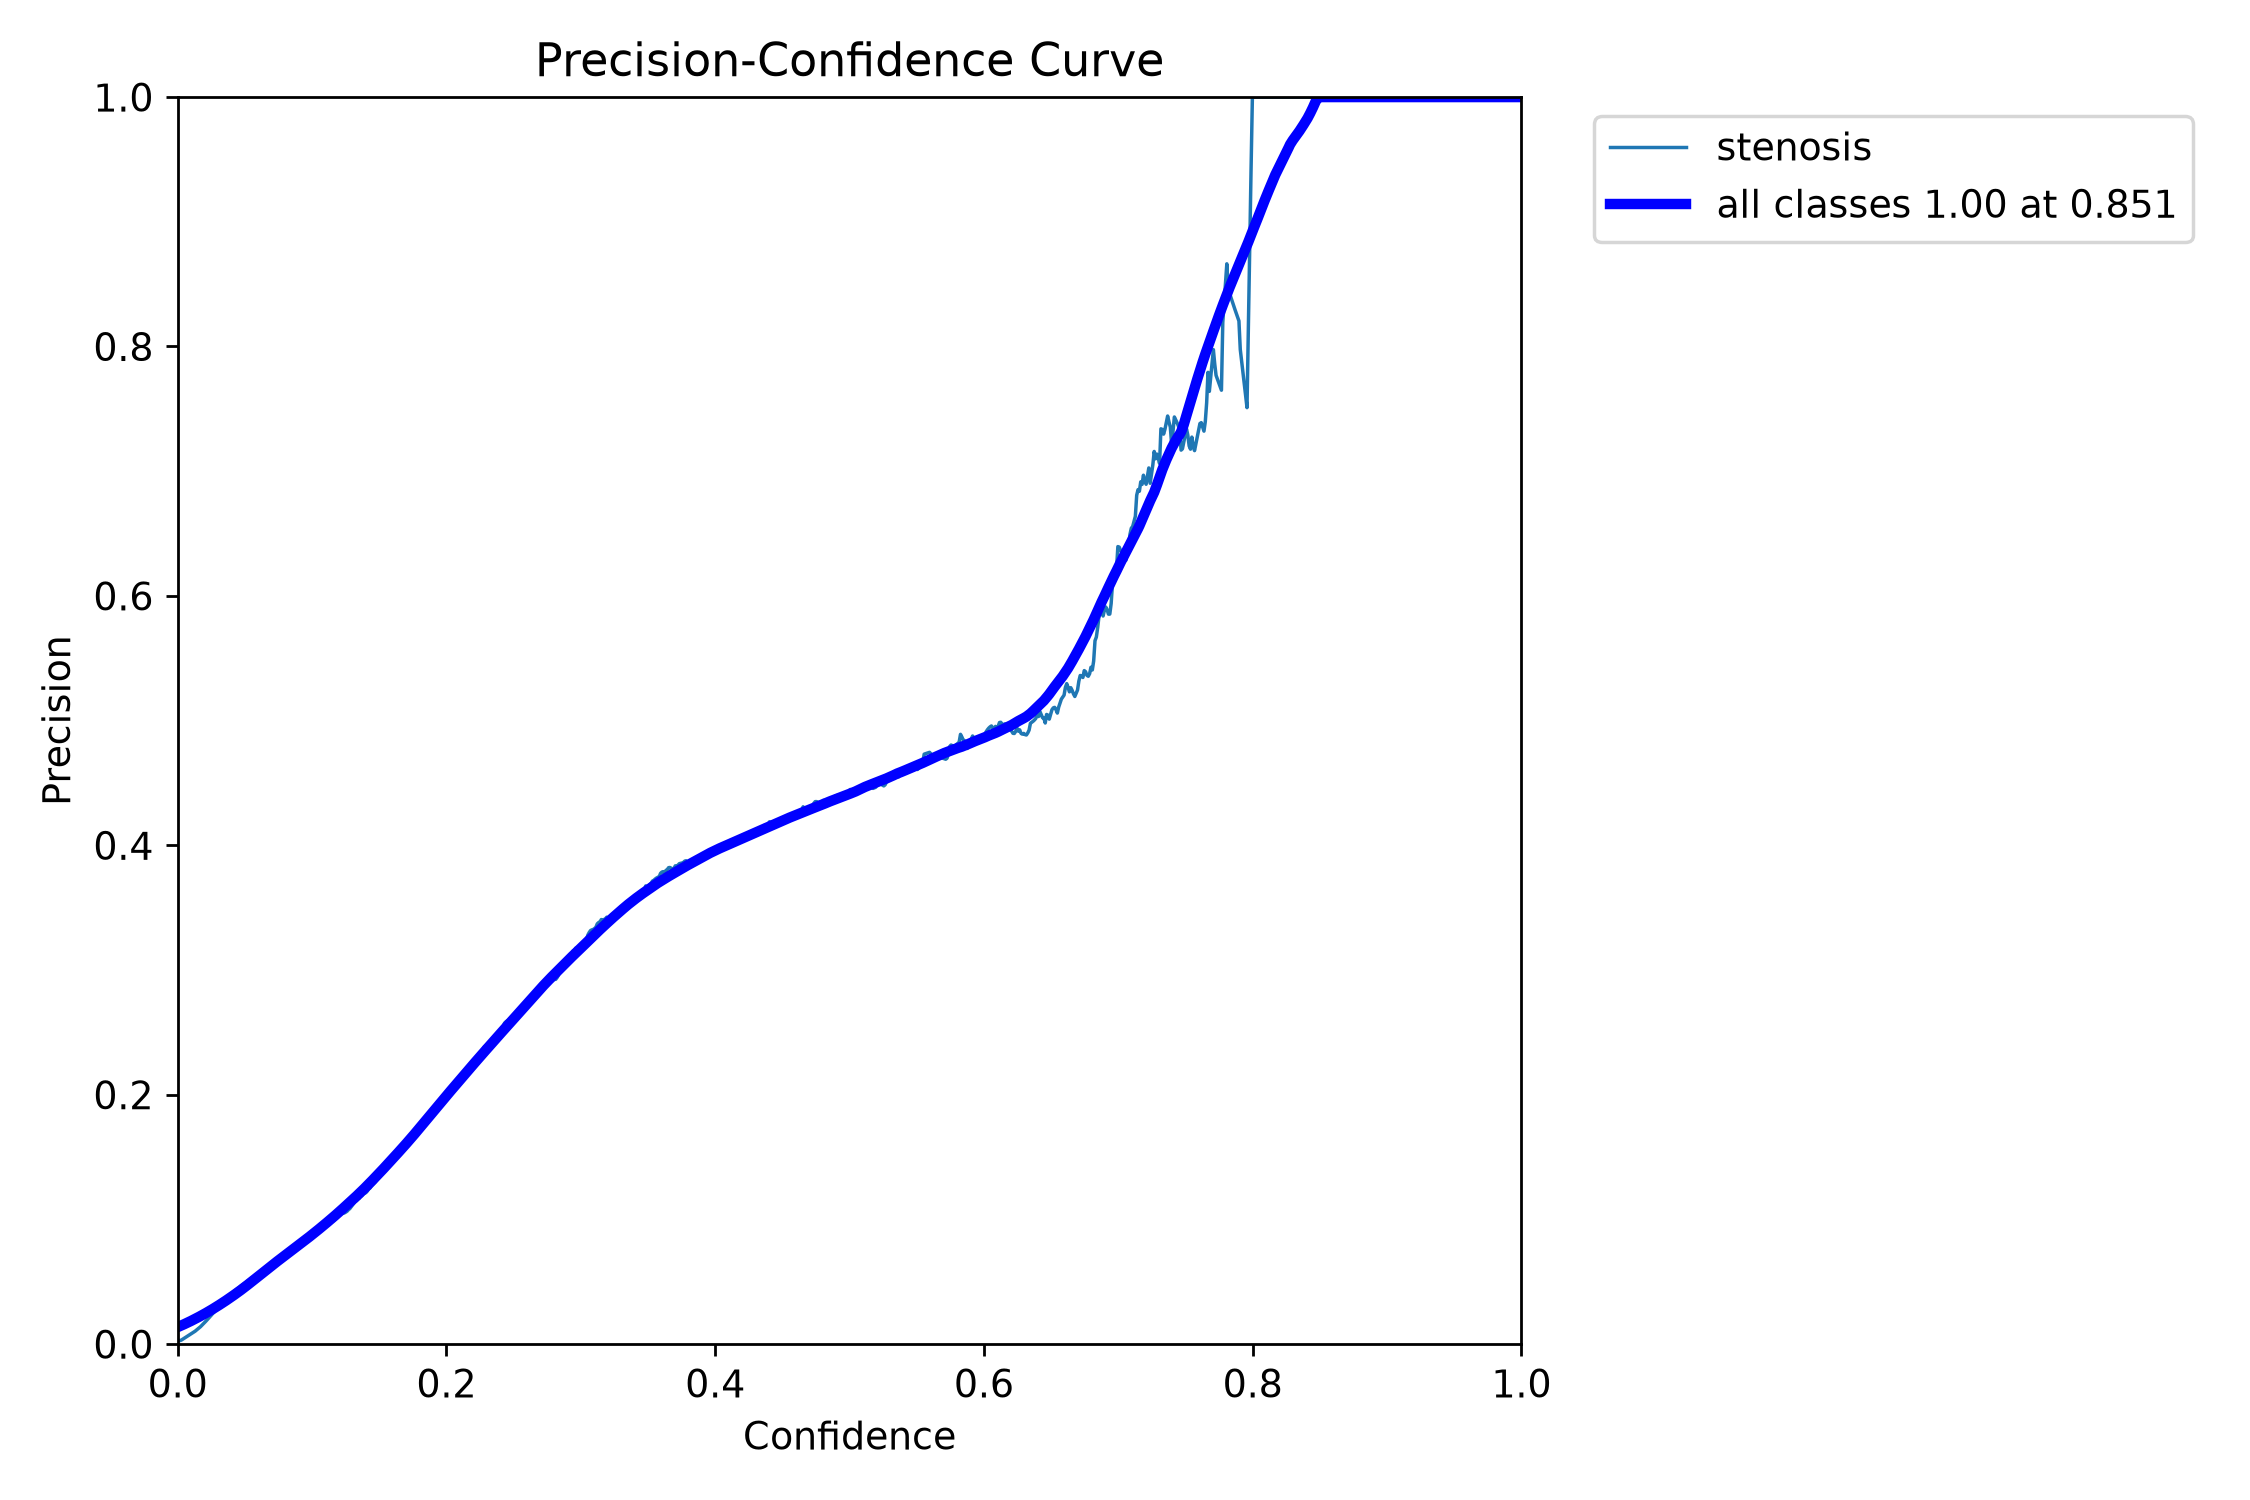 Precision-Confidence Curve
1.0
0.8
0.6
0.4
0.2
0.0
Precision
0.0 0.2 0.4 0.6 0.8 1.0
Confidence
stenosis
all classes 1.00 at 0.851